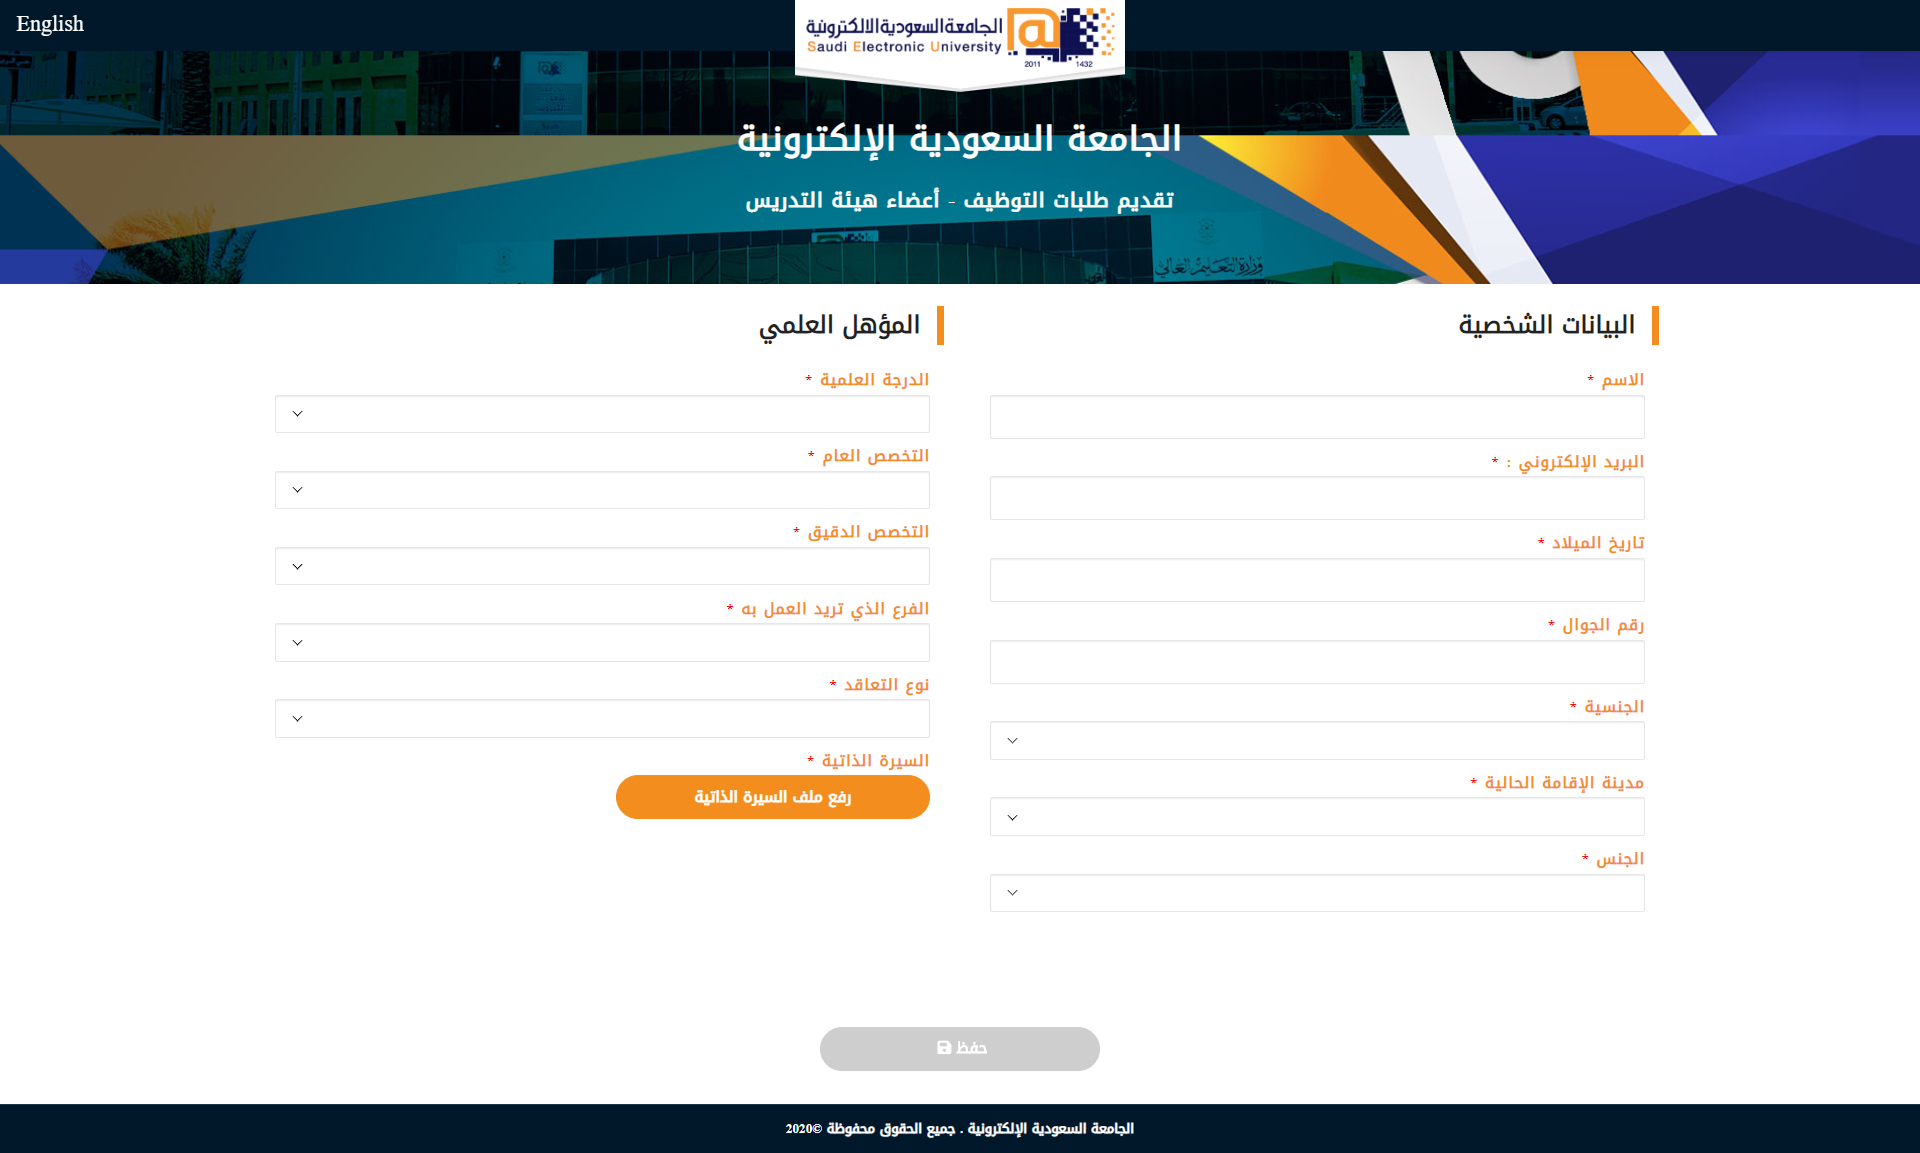 English
الجامعة السعودية الالكترونية
Saudi Electronic University
2011 1432
الجامعة السعودية الإلكترونية
تقديم طلبات التوظيف - أعضاء هيئة التدريس
وزارة التعليم العالي
البيانات الشخصية
الاسم *
البريد الإلكتروني : *
تاريخ الميلاد *
رقم الجوال *
الجنسية *
مدينة الإقامة الحالية *
الجنس *
المؤهل العلمي
الدرجة العلمية *
التخصص العام *
التخصص الدقيق *
الفرع الذي تريد العمل به *
نوع التعاقد *
السيرة الذاتية *
رفع ملف السيرة الذاتية
حفظ
الجامعة السعودية الإلكترونية . جميع الحقوق محفوظة ©2020